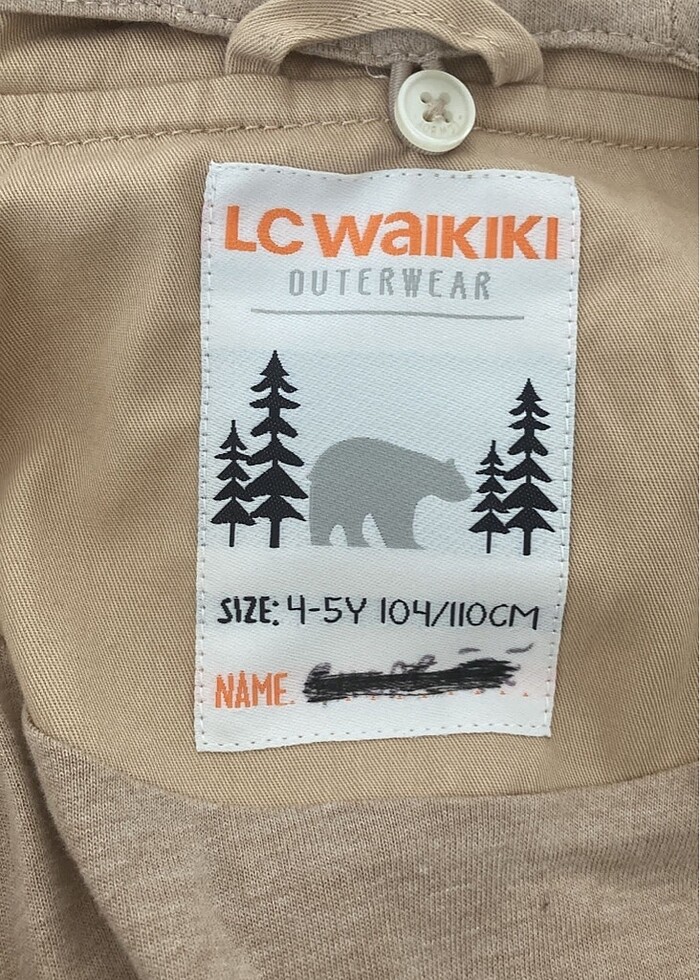 LC WAIKIKI
OUTERWEAR
SIZE: 4-5Y 104/110CM
NAME